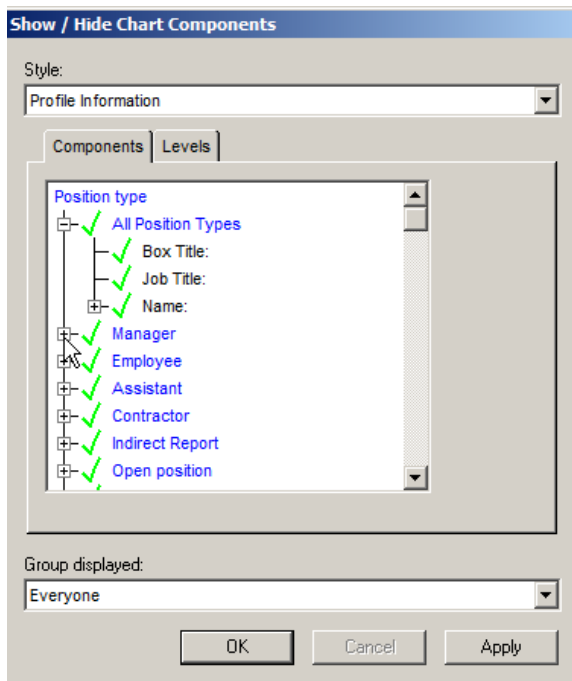 Show / Hide Chart Components
Style:
Profile Information
Components
Levels
Position type
All Position Types
Box Title:
Job Title:
Name:
Manager
Employee
Assistant
Contractor
Indirect Report
Open position
Group displayed:
Everyone
OK
Cancel
Apply